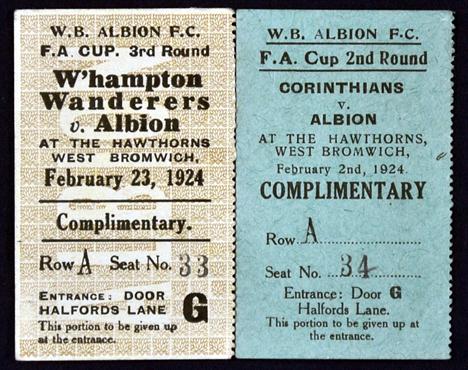 W. B. ALBION F.C.
F.A. CUP. 3rd Round
W'hampton
Wanderers
v. Albion
AT THE HAWTHORNS
WEST BROMWICH,
February 23, 1924
Complimentary.
Row A Seat No. 33
ENTRANCE: DOOR
HALFORDS LANE G
This portion to be given up
at the entrance.
W. B. ALBION F.C.
F.A. Cup 2nd Round
CORINTHIANS
v.
ALBION
AT THE HAWTHORNS,
WEST BROMWICH,
February 2nd, 1924.
COMPLIMENTARY
Row A
Seat No. 34
Entrance: Door G
Halfords Lane.
This portion to be given up at
the entrance.